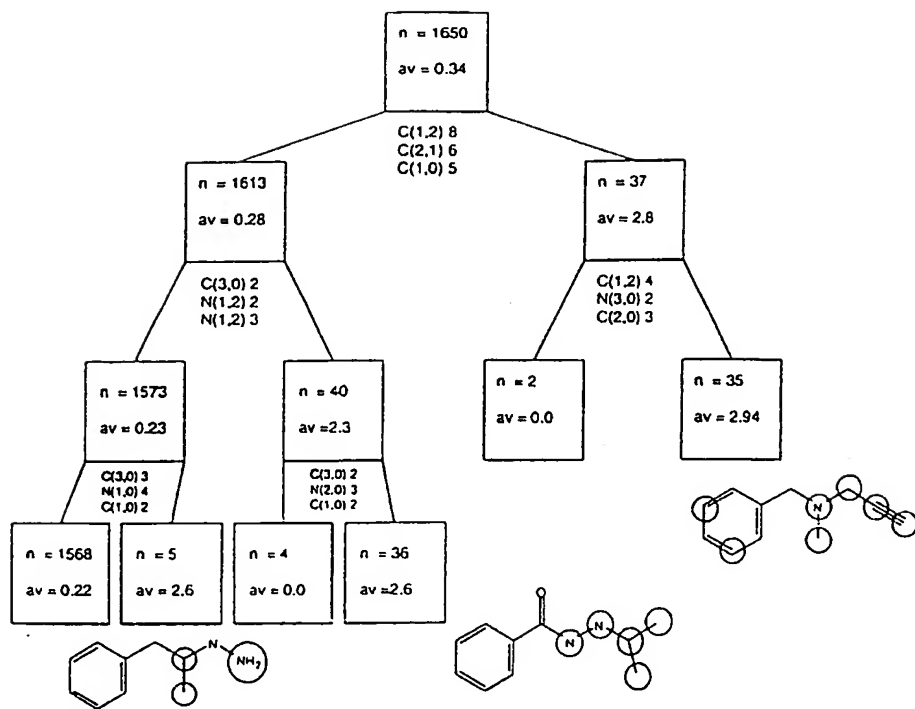 n = 1650
av = 0.34
C(1,2) 8
C(2,1) 6
C(1,0) 5
n = 1613
av = 0.28
n = 37
av = 2.8
C(3,0) 2
N(1,2) 2
N(1,2) 3
C(1,2) 4
N(3,0) 2
C(2,0) 3
n = 1573
av = 0.23
n = 40
av =2.3
n = 2
av = 0.0
n = 35
av = 2.94
C(3,0) 3
N(1,0) 4
C(1,0) 2
C(3,0) 2
N(2,0) 3
C(1,0) 2
n = 1568
av = 0.22
n = 5
av = 2.6
n = 4
av = 0.0
n = 36
av =2.6
N
O
N
N
N
NH2